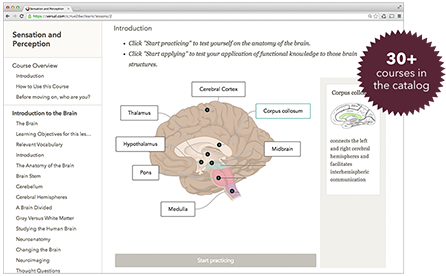 Sensation and Perception
https://versal.com/c/vud3he/learn/lessons/2
Sensation and
Perception
Course Overview
Introduction
How to Use this Course
Before moving on, who are you?
Introduction to the Brain
The Brain
Learning Objectives for this les...
Relevant Vocabulary
Introduction
The Anatomy of the Brain
Brain Stem
Cerebellum
Cerebral Hemispheres
A Brain Divided
Grey Versus White Matter
Studying the Human Brain
Neuroanatomy
Changing the Brain
Neuroimaging
Thought Questions
Introduction
• Click "Start practicing" to test yourself on the anatomy of the brain.
• Click "Start applying" to test your application of functional knowledge to those brain
structures.
Cerebral Cortex
Thalamus
Corpus collosum
Hypothalamus
Midbrain
Pons
Medulla
Start practicing
Corpus collosum
connects the left
and right cerebral
hemispheres and
facilitates
interhemispheric
communication
30+
courses in
the catalog